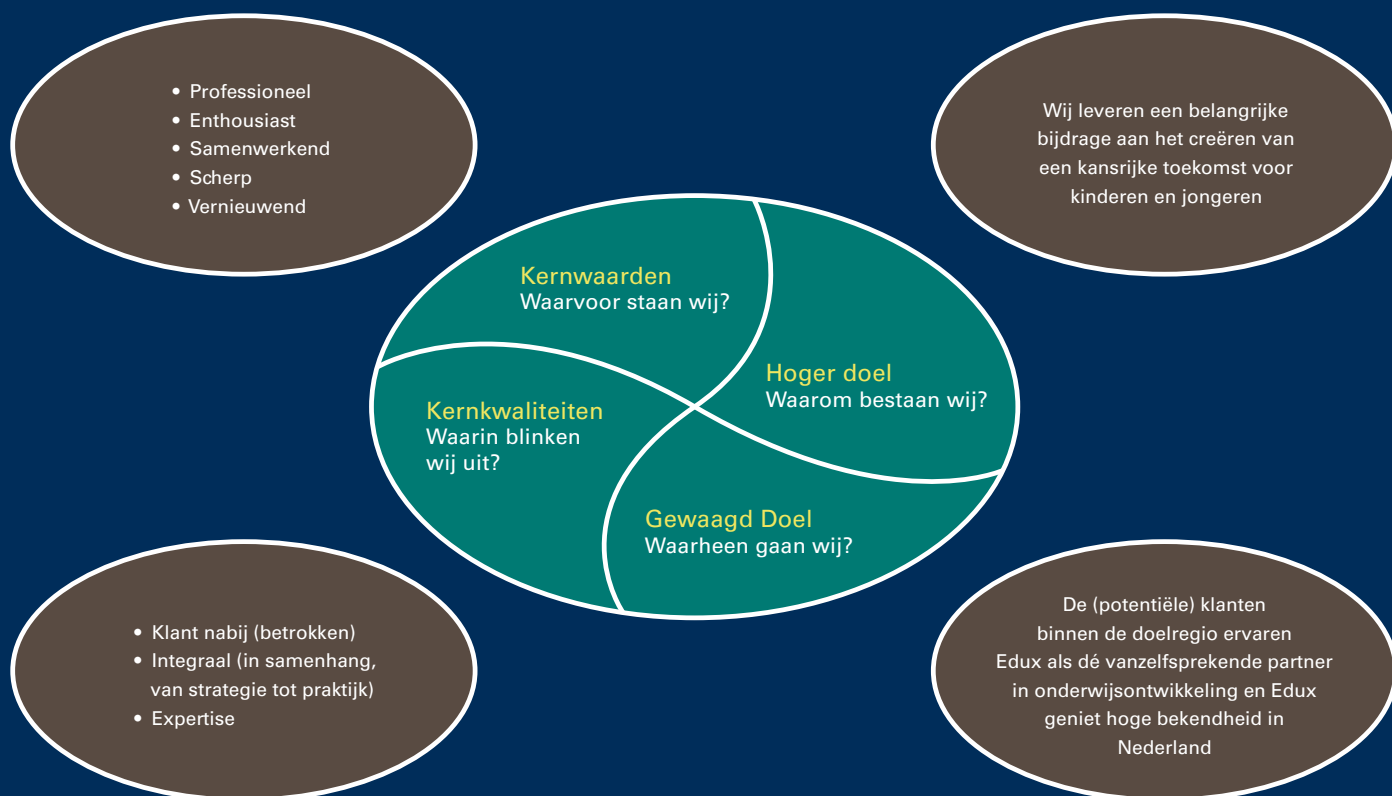 • Professioneel
• Enthousiast
• Samenwerkend
• Scherp
• Vernieuwend
Wij leveren een belangrijke
bijdrage aan het creëren van
een kansrijke toekomst voor
kinderen en jongeren
Kernwaarden
Waarvoor staan wij?
Hoger doel
Waarom bestaan wij?
Kernkwaliteiten
Waarin blinken
wij uit?
Gewaagd Doel
Waarheen gaan wij?
• Klant nabij (betrokken)
• Integraal (in samenhang,
van strategie tot praktijk)
• Expertise
De (potentiële) klanten
binnen de doelregio ervaren
Edux als dé vanzelfsprekende partner
in onderwijsontwikkeling en Edux
geniet hoge bekendheid in
Nederland